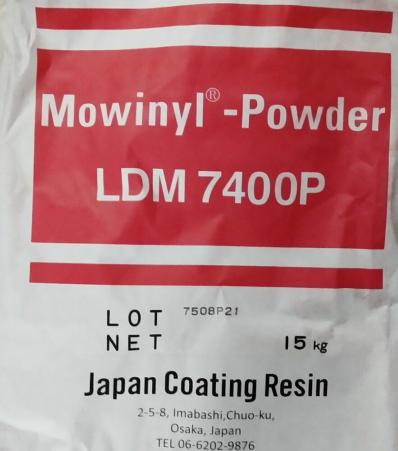 Mowinyl®-Powder
LDM 7400P
LOT 7508P21
NET 15 kg
Japan Coating Resin
2-5-8, Imabashi,Chuo-ku,
Osaka, Japan
TEL 06-6202-9876